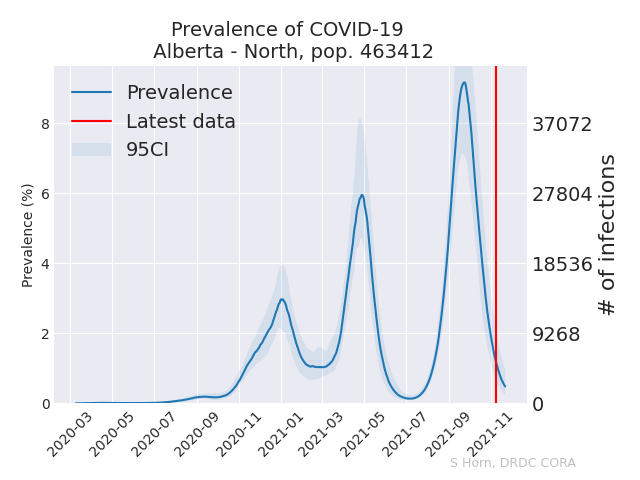 Prevalence of COVID-19
Alberta - North, pop. 463412
Prevalence
Latest data
95CI
Prevalence (%)
8
6
4
2
0
37072
27804
18536
9268
0
# of infections
2020-03
2020-05
2020-07
2020-09
2020-11
2021-01
2021-03
2021-05
2021-07
2021-09
2021-11
S Horn, DRDC CORA